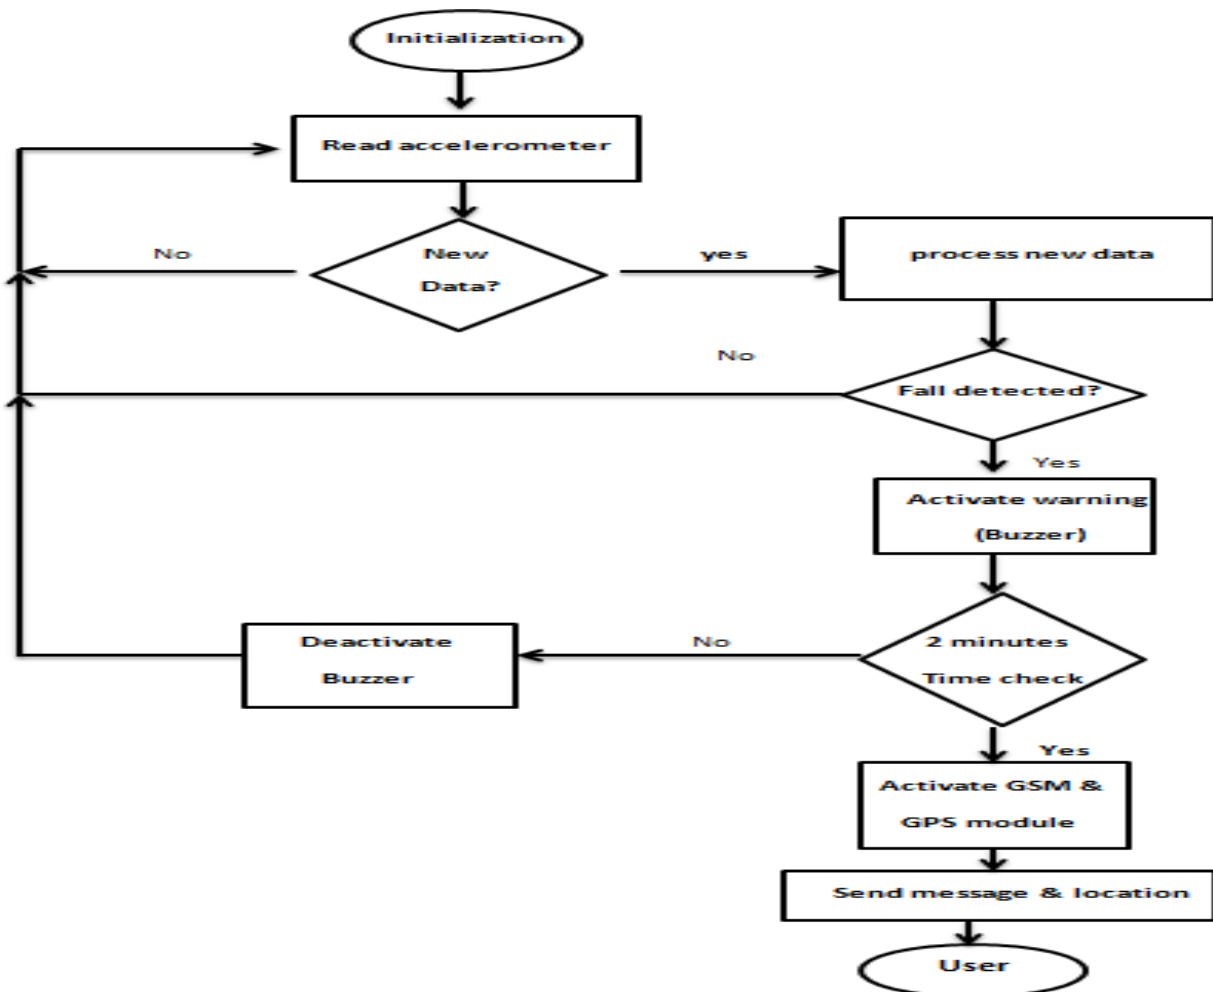 Initialization
Read accelerometer
No
New
Data?
yes
process new data
No
Fall detected?
Yes
Activate warning
(Buzzer)
Deactivate
Buzzer
No
2 minutes
Time check
Yes
Activate GSM &
GPS module
Send message & location
User